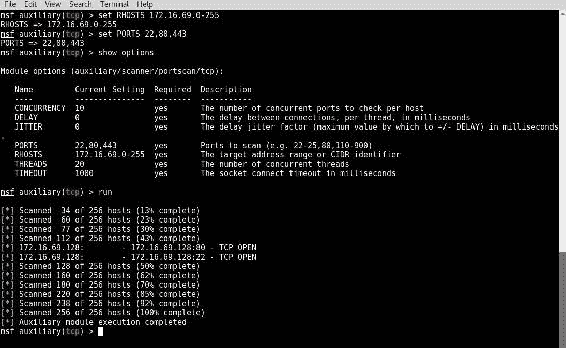 File Edit View Search Terminal Help
msf auxiliary(tcp) > set RHOSTS 172.16.69.0-255
RHOSTS => 172.16.69.0-255
msf auxiliary(tcp) > set PORTS 22,80,443
PORTS => 22,80,443
msf auxiliary(tcp) > show options
Module options (auxiliary/scanner/portscan/tcp):
Name Current Setting Required Description
---- --------------- -------- -----------
CONCURRENCY 10 yes The number of concurrent ports to check per host
DELAY 0 yes The delay between connections, per thread, in milliseconds
JITTER 0 yes The delay jitter factor (maximum value by which to +/- DELAY) in milliseconds
.
PORTS 22,80,443 yes Ports to scan (e.g. 22-25,80,110-900)
RHOSTS 172.16.69.0-255 yes The target address range or CIDR identifier
THREADS 20 yes The number of concurrent threads
TIMEOUT 1000 yes The socket connect timeout in milliseconds
msf auxiliary(tcp) > run
[*] Scanned 34 of 256 hosts (13% complete)
[*] Scanned 60 of 256 hosts (23% complete)
[*] Scanned 77 of 256 hosts (30% complete)
[*] Scanned 112 of 256 hosts (43% complete)
[*] 172.16.69.128: - 172.16.69.128:80 - TCP OPEN
[*] 172.16.69.128: - 172.16.69.128:22 - TCP OPEN
[*] Scanned 128 of 256 hosts (50% complete)
[*] Scanned 160 of 256 hosts (62% complete)
[*] Scanned 180 of 256 hosts (70% complete)
[*] Scanned 220 of 256 hosts (85% complete)
[*] Scanned 238 of 256 hosts (92% complete)
[*] Scanned 256 of 256 hosts (100% complete)
[*] Auxiliary module execution completed
msf auxiliary(tcp) >